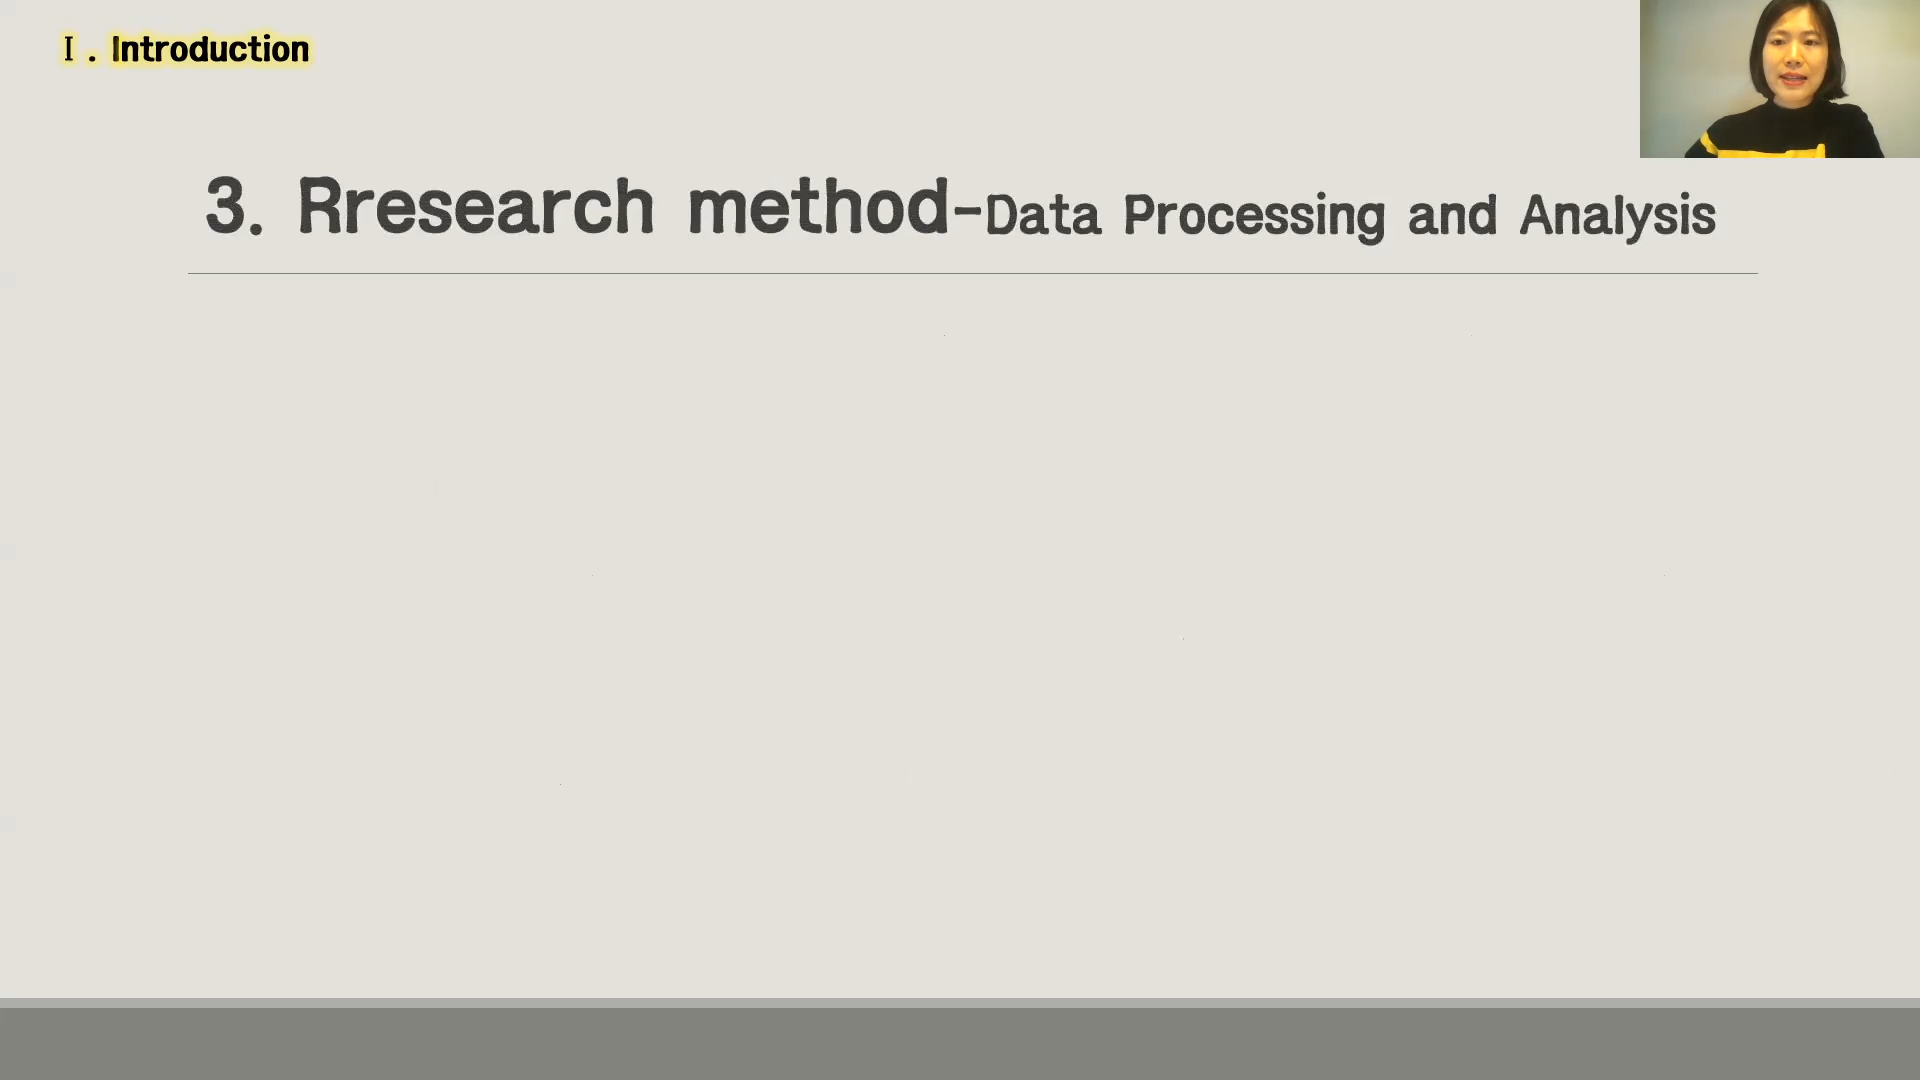 Ⅰ. Introduction
3. Rresearch method-Data Processing and Analysis